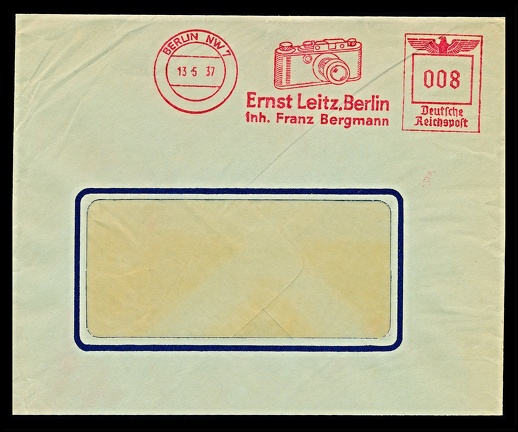 BERLIN NW 7
13·5 37
Ernst Leitz, Berlin
Inh. Franz Bergmann
008
Deutsche
Reichspost